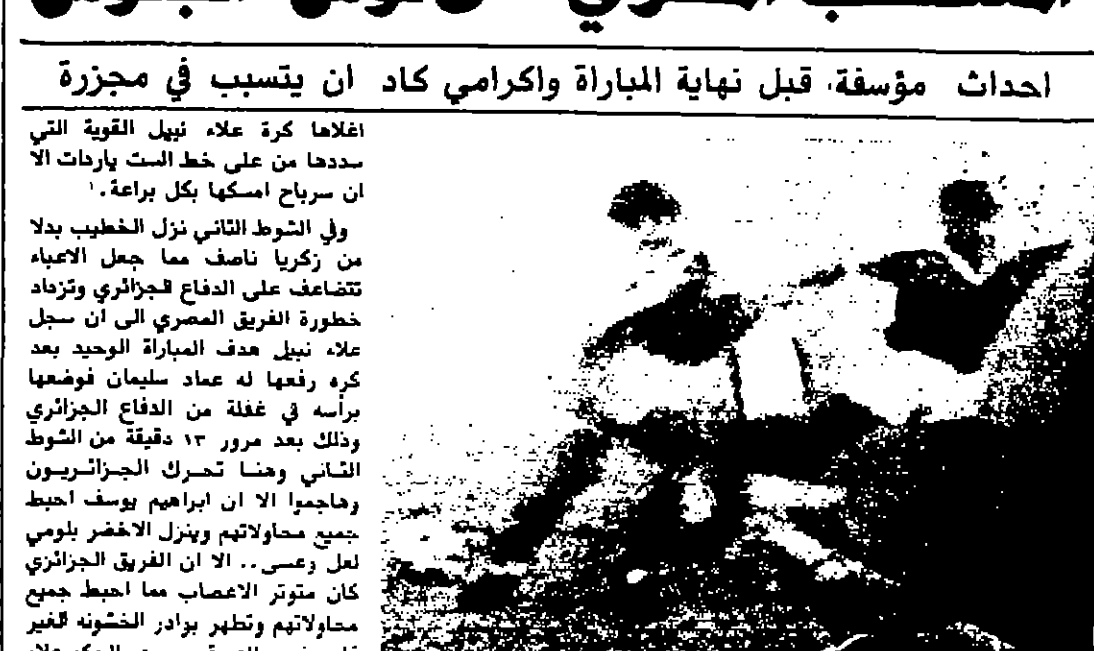 احداث مؤسفة، قبل نهاية المباراة واكرامي كاد ان يتسبب في مجزرة
اغلاها كرة علاء نبيل القوية التي
سددها من على خط الست ياردات الا
ان سرباح امسكها بكل براعة.
وفي الشوط الثاني نزل الخطيب بدلا
من زكريا ناصف مما جعل الاعباء
تتضاعف على الدفاع الجزائري وتزداد
خطورة الفريق المصري الى ان سجل
علاء نبيل هدف المباراة الوحيد بعد
كره رفعها له عماد سليمان فوضعها
برأسه في غفلة من الدفاع الجزائري
وذلك بعد مرور ١٣ دقيقة من الشوط
الثاني وهنا تحرك الجزائريون
وهاجموا الا ان ابراهيم يوسف احبط
جميع محاولاتهم وينزل الاخضر بلومي
لعل وعسى.. الا ان الفريق الجزائري
كان متوتر الاعصاب مما احبط جميع
محاولاتهم وتظهر بوادر الخشونه الغير